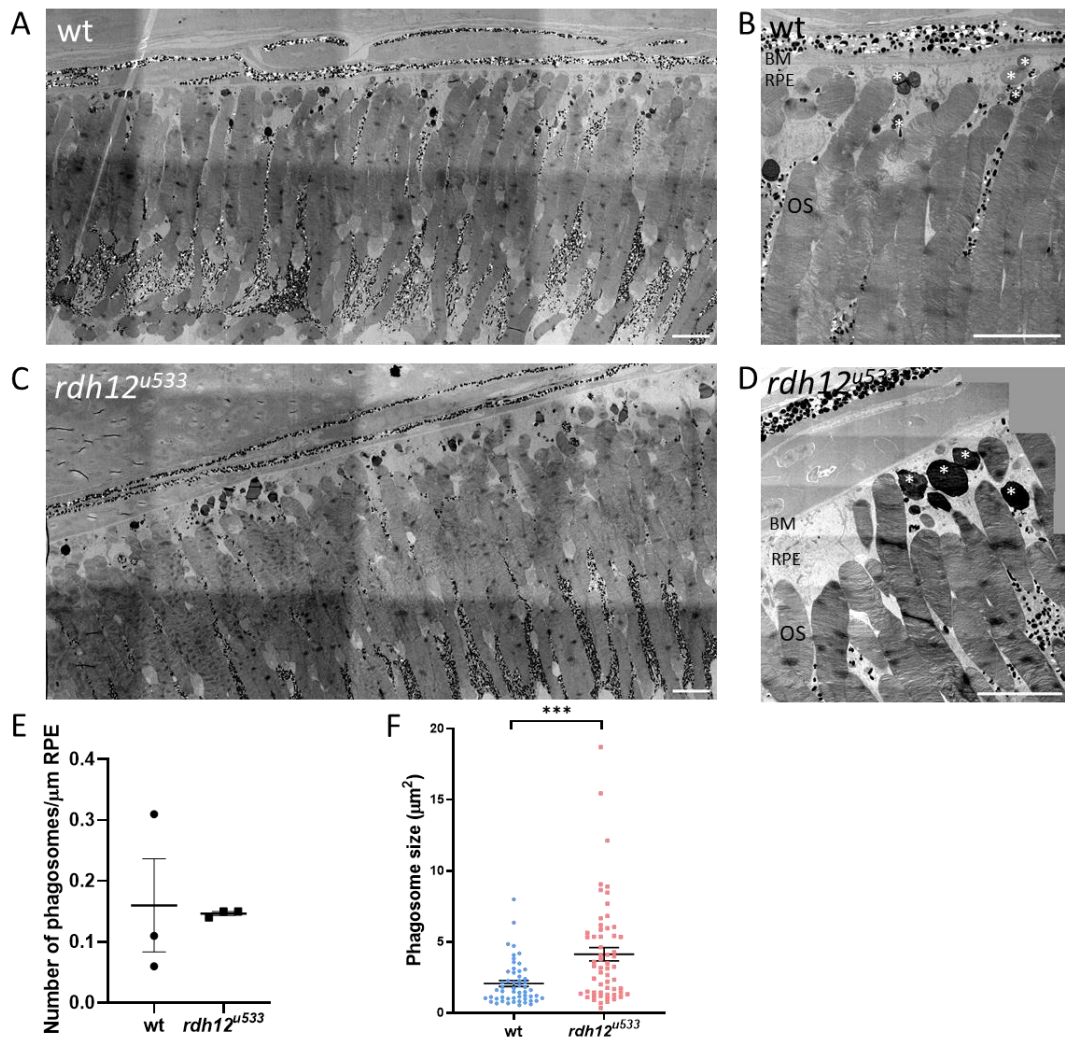 A
wt
B
wt
BM
RPE
*
*
*
*
*
OS
C
rdh12u533
D
rdh12u533
*
*
*
*
BM
RPE
OS
E
Number of phagosomes/µm RPE
0.4
0.3
0.2
0.1
0.0
wt
rdh12u533
F
***
Phagosome size (µm2)
20
15
10
5
0
wt
rdh12u533